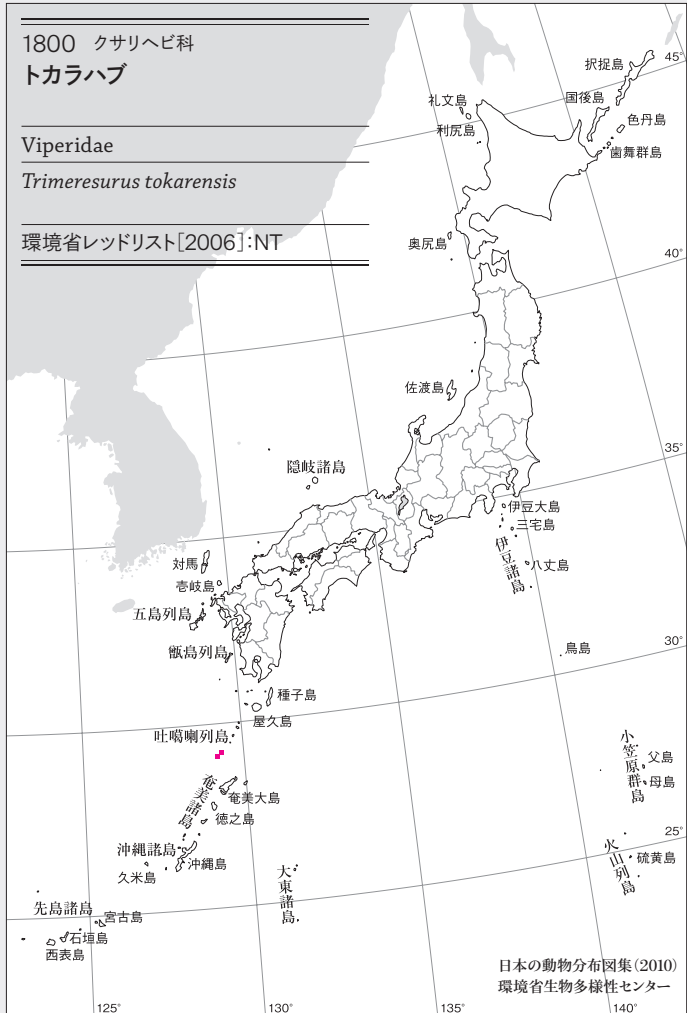 1800 クサリヘビ科
トカラハブ
Viperidae
Trimeresurus tokarensis
環境省レッドリスト[2006]:NT
択捉島
45°
国後島
礼文島
色丹島
利尻島
歯舞群島
奥尻島
40°
佐渡島
35°
隠岐諸島
伊豆大島
三宅島
伊豆諸島
八丈島
対馬
壱岐島
五島列島
甑島列島
鳥島
30°
種子島
屋久島
吐噶喇列島
小笠原群島
父島
母島
奄美諸島
奄美大島
徳之島
25°
沖縄諸島
沖縄島
久米島
大東諸島
火山列島
硫黄島
先島諸島
宮古島
石垣島
西表島
日本の動物分布図集(2010)
環境省生物多様性センター
125°
130°
135°
140°